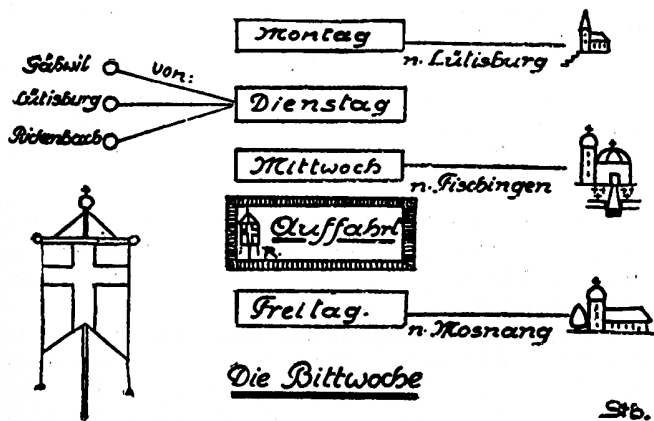 Montag
n. Lütisburg
Gähwil
von:
Lütisburg
Dienstag
Rickenbach
Mittwoch
n. Fischingen
Auffahrt
R.
Freitag.
n. Mosnang
Die Bittwoche
Stb.